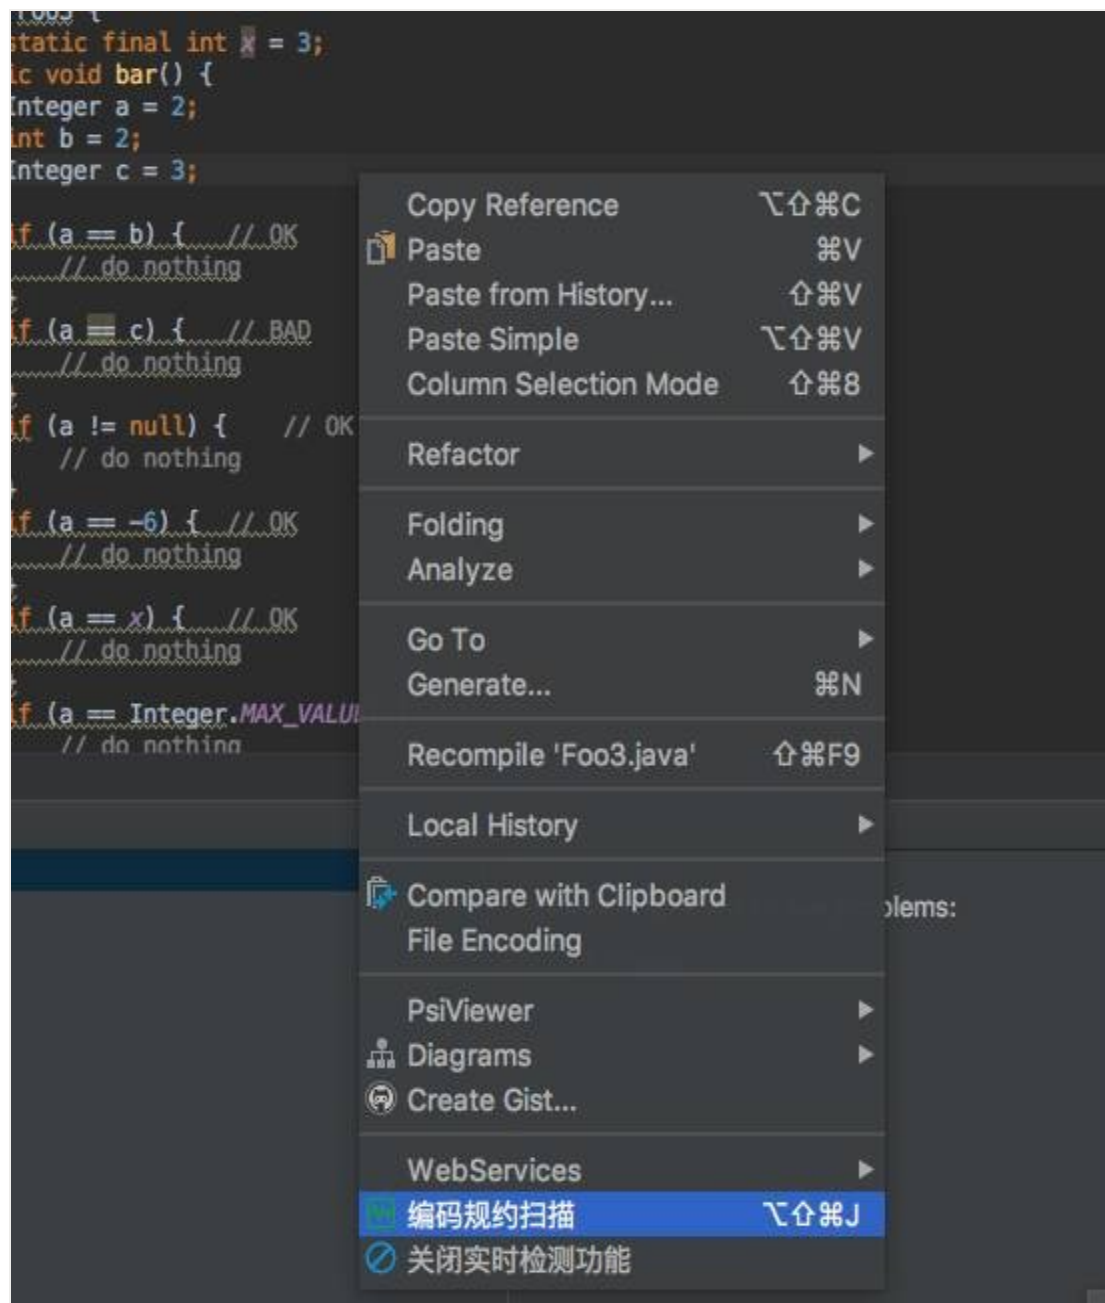 Foo3 {
static final int x = 3;
ic void bar() {
Integer a = 2;
int b = 2;
Integer c = 3;
if (a == b) { // OK
// do nothing
if (a == c) { // BAD
// do nothing
if (a != null) { // OK
// do nothing
if (a == -6) { // OK
// do nothing
if (a == x) { // OK
// do nothing
if (a == Integer.MAX_VALU
// do nothing
Copy Reference ⌥⇧⌘C
Paste ⌘V
Paste from History... ⇧⌘V
Paste Simple ⌥⇧⌘V
Column Selection Mode ⇧⌘8
Refactor
Folding
Analyze
Go To
Generate... ⌘N
Recompile 'Foo3.java' ⇧⌘F9
Local History
Compare with Clipboard
blems:
File Encoding
PsiViewer
Diagrams
Create Gist...
WebServices
编码规约扫描 ⌥⇧⌘J
关闭实时检测功能